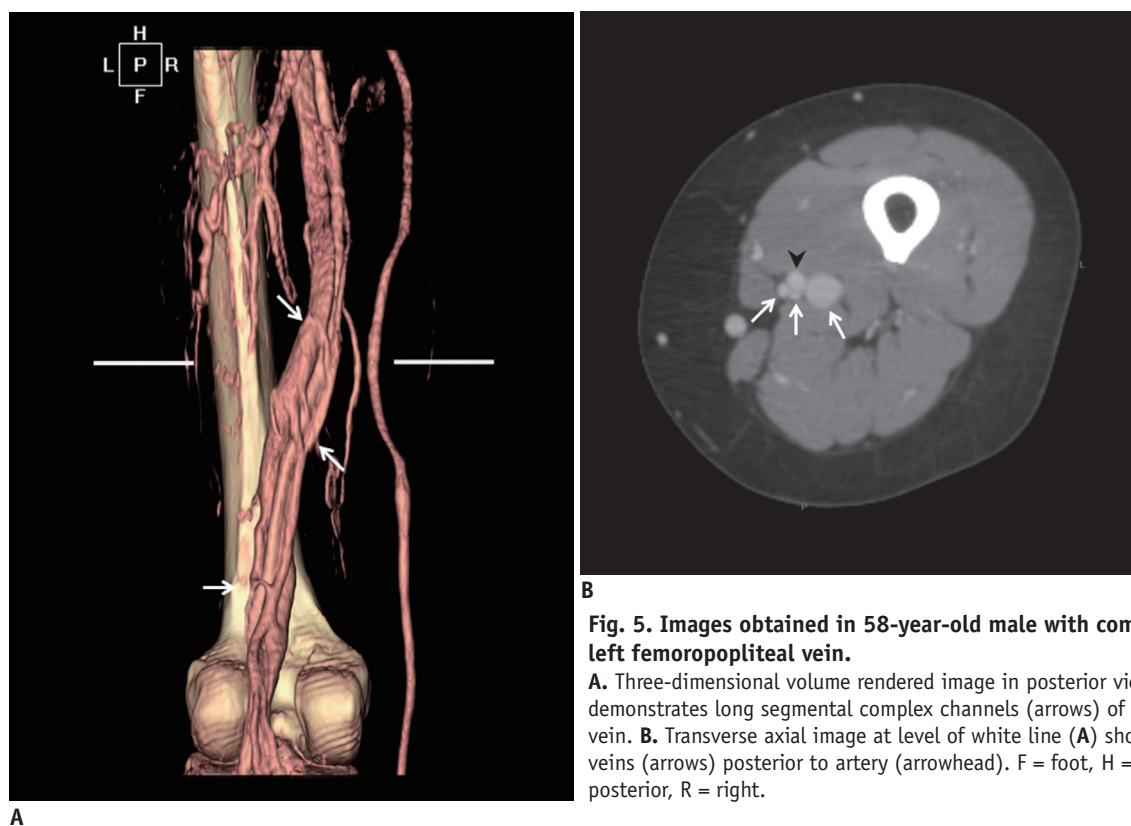 H
L P R
F
A
L
P
B
Fig. 5. Images obtained in 58-year-old male with com
left femoropopliteal vein.
A. Three-dimensional volume rendered image in posterior vie
demonstrates long segmental complex channels (arrows) of
vein. B. Transverse axial image at level of white line (A) sho
veins (arrows) posterior to artery (arrowhead). F = foot, H =
posterior, R = right.